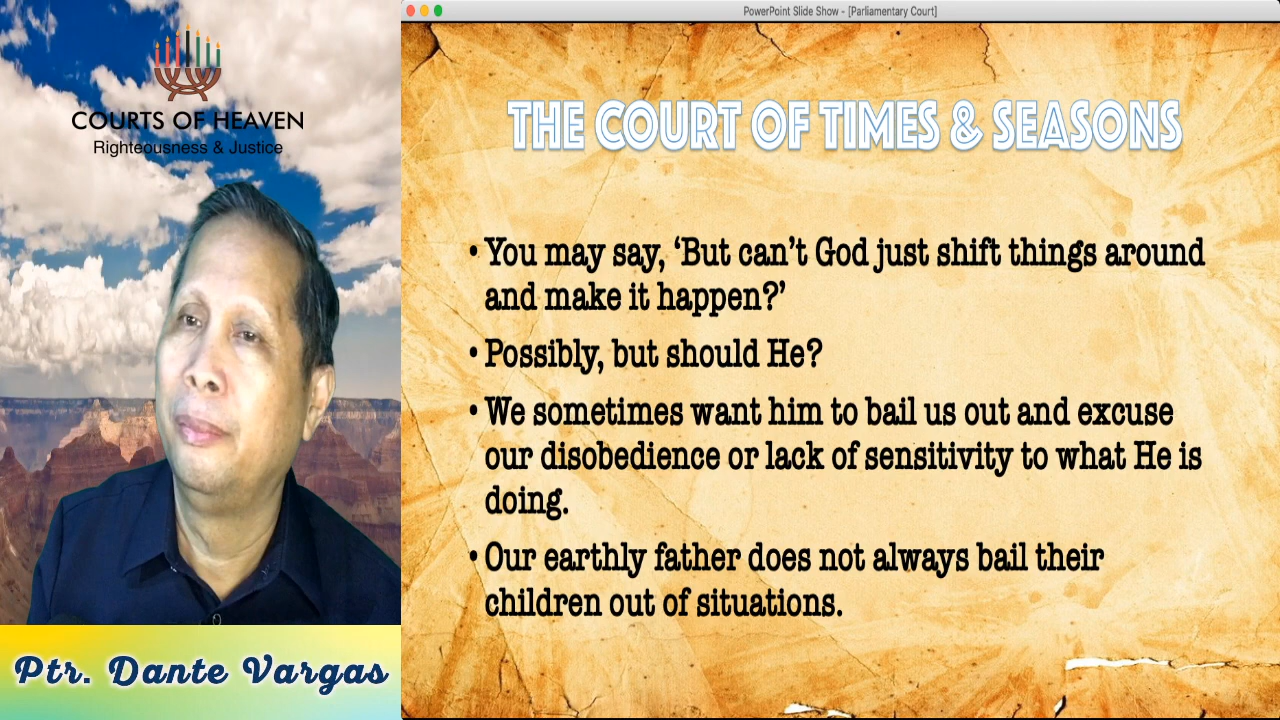 COURTS OF HEAVEN
Righteousness & Justice
Ptr. Dante Vargas
PowerPoint Slide Show - [Parliamentary Court]
THE COURT OF TIMES & SEASONS
• You may say, ‘But can’t God just shift things around
and make it happen?’
• Possibly, but should He?
• We sometimes want him to bail us out and excuse
our disobedience or lack of sensitivity to what He is
doing.
• Our earthly father does not always bail their
children out of situations.